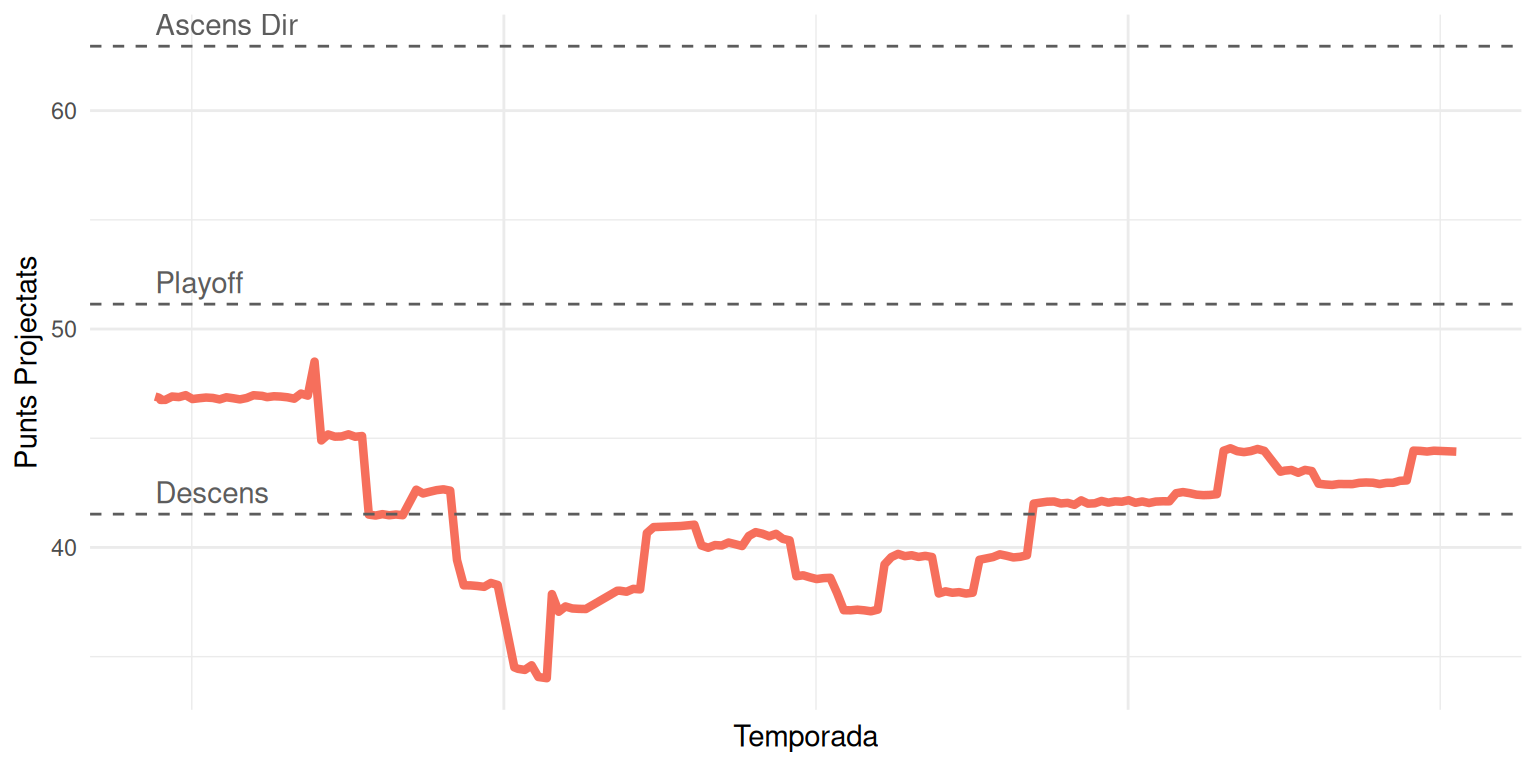 Ascens Dir
60
Playoff
50
Descens
40
Punts Projectats
Temporada